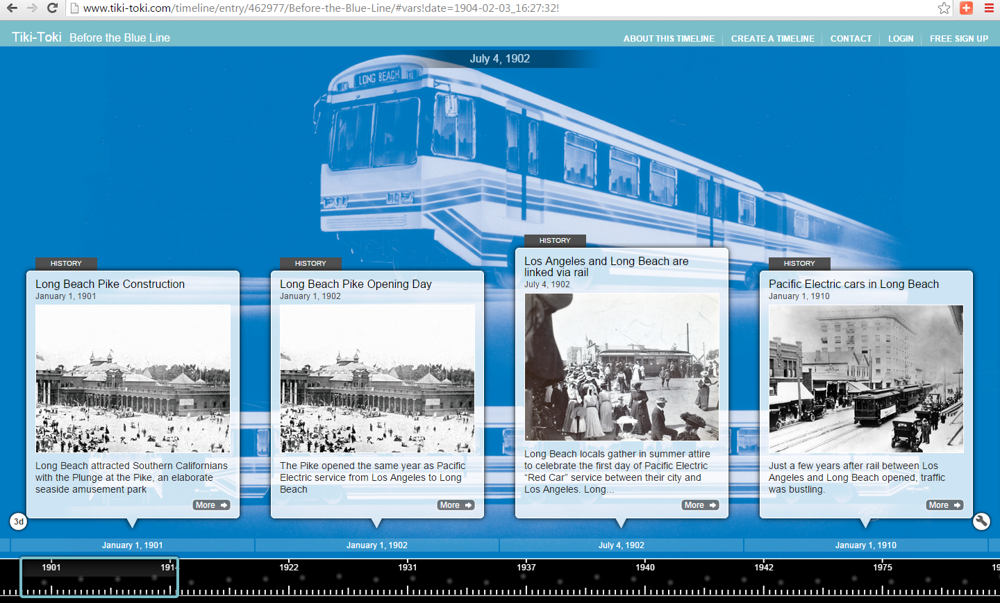 www.tiki-toki.com/timeline/entry/462977/Before-the-Blue-Line/#vars!date=1904-02-03_16:27:32!
Tiki-Toki Before the Blue Line
ABOUT THIS TIMELINE
CREATE A TIMELINE
CONTACT
LOGIN
FREE SIGN UP
July 4, 1902
LONG BEACH
HISTORY
Long Beach Pike Construction
January 1, 1901
Long Beach attracted Southern Californians
with the Plunge at the Pike, an elaborate
seaside amusement park
More
HISTORY
Long Beach Pike Opening Day
January 1, 1902
The Pike opened the same year as Pacific
Electric service from Los Angeles to Long
Beach
More
HISTORY
Los Angeles and Long Beach are
linked via rail
July 4, 1902
Long Beach locals gather in summer attire
to celebrate the first day of Pacific Electric
“Red Car” service between their city and
Los Angeles. Long...
More
HISTORY
Pacific Electric cars in Long Beach
January 1, 1910
Just a few years after rail between Los
Angeles and Long Beach opened, traffic
was bustling.
More
3d
January 1, 1901
January 1, 1902
July 4, 1902
January 1, 1910
1901
1914
1922
1931
1937
1940
1942
1975